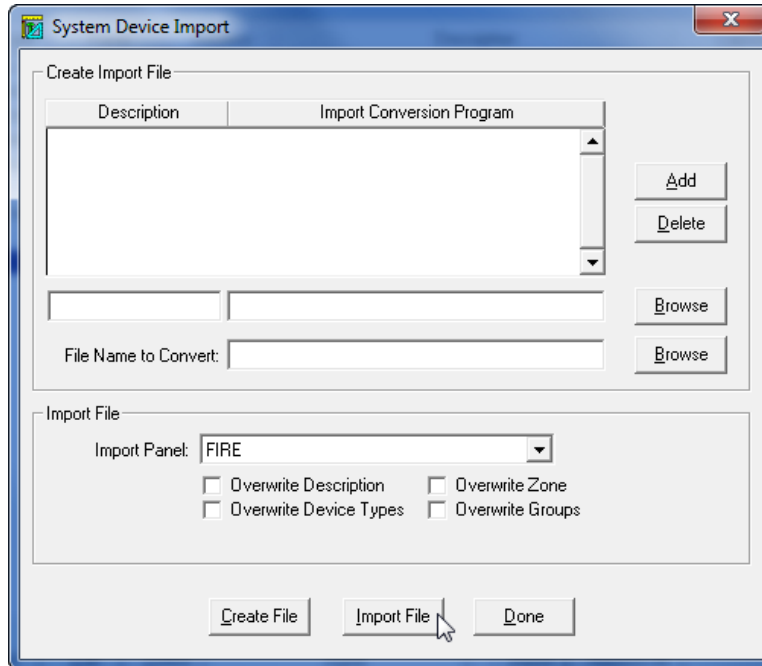 System Device Import
Create Import File
Description Import Conversion Program
Add
Delete
Browse
File Name to Convert: Browse
Import File
Import Panel: FIRE
Overwrite Description Overwrite Zone
Overwrite Device Types Overwrite Groups
Create File Import File Done